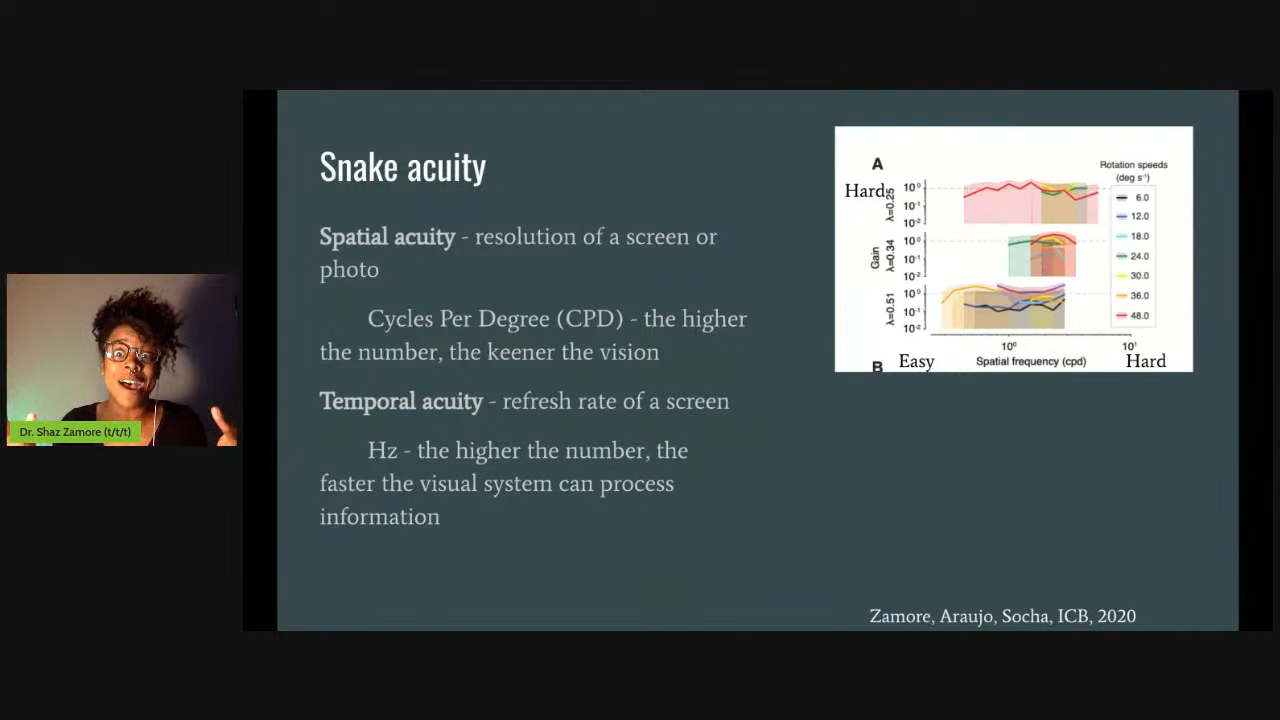 Snake acuity
Spatial acuity - resolution of a screen or
photo
Cycles Per Degree (CPD) - the higher
the number, the keener the vision
Temporal acuity - refresh rate of a screen
Hz - the higher the number, the
faster the visual system can process
information
A
Hard
Gain
λ=0.25
λ=0.34
λ=0.51
10⁰
10⁻¹
10⁻²
10⁰
10⁻¹
10⁻²
10⁰
10⁻¹
10⁻²
10⁰
10¹
Rotation speeds
(deg s⁻¹)
6.0
12.0
18.0
24.0
30.0
36.0
48.0
B
Easy
Spatial frequency (cpd)
Hard
Dr. Shaz Zamore (t/t/t)
Zamore, Araujo, Socha, ICB, 2020